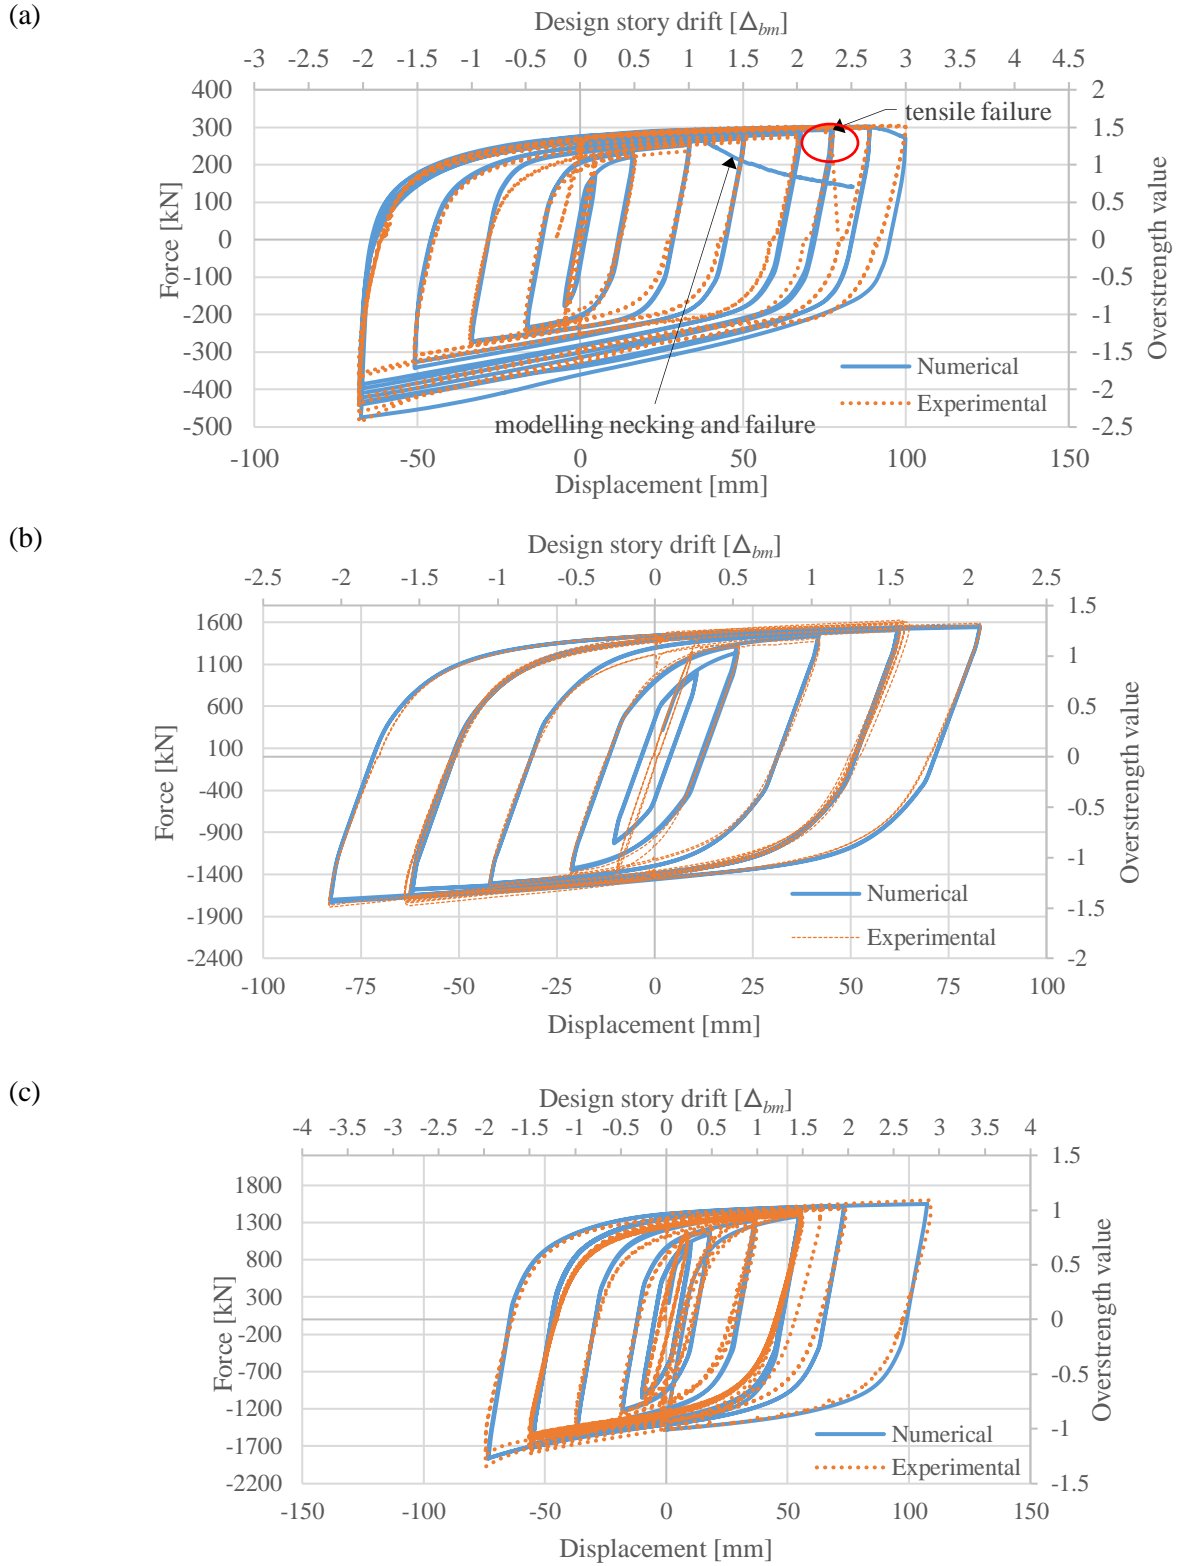 (a)
Design story drift [Δbm]
-3 -2.5 -2 -1.5 -1 -0.5 0 0.5 1 1.5 2 2.5 3 3.5 4 4.5
400 2
300 1.5
200 1
100 0.5
0 0
-100 -0.5
-200 -1
-300 -1.5
-400 -2
-500 -2.5
Force [kN]
Overstrength value
tensile failure
Numerical
Experimental
modelling necking and failure
-100 -50 0 50 100 150
Displacement [mm]
(b)
Design story drift [Δbm]
-2.5 -2 -1.5 -1 -0.5 0 0.5 1 1.5 2 2.5
1600
1100
600
100
-400
-900
-1400
-1900
-2400
Force [kN]
1.5
1
0.5
0
-0.5
-1
-1.5
-2
Overstrength value
Numerical
Experimental
-100 -75 -50 -25 0 25 50 75 100
Displacement [mm]
(c)
Design story drift [Δbm]
-4 -3.5 -3 -2.5 -2 -1.5 -1 -0.5 0 0.5 1 1.5 2 2.5 3 3.5 4
1800
1300
800
300
-200
-700
-1200
-1700
-2200
Force [kN]
1.5
1
0.5
0
-0.5
-1
-1.5
Overstrength value
Numerical
Experimental
-150 -100 -50 0 50 100 150
Displacement [mm]